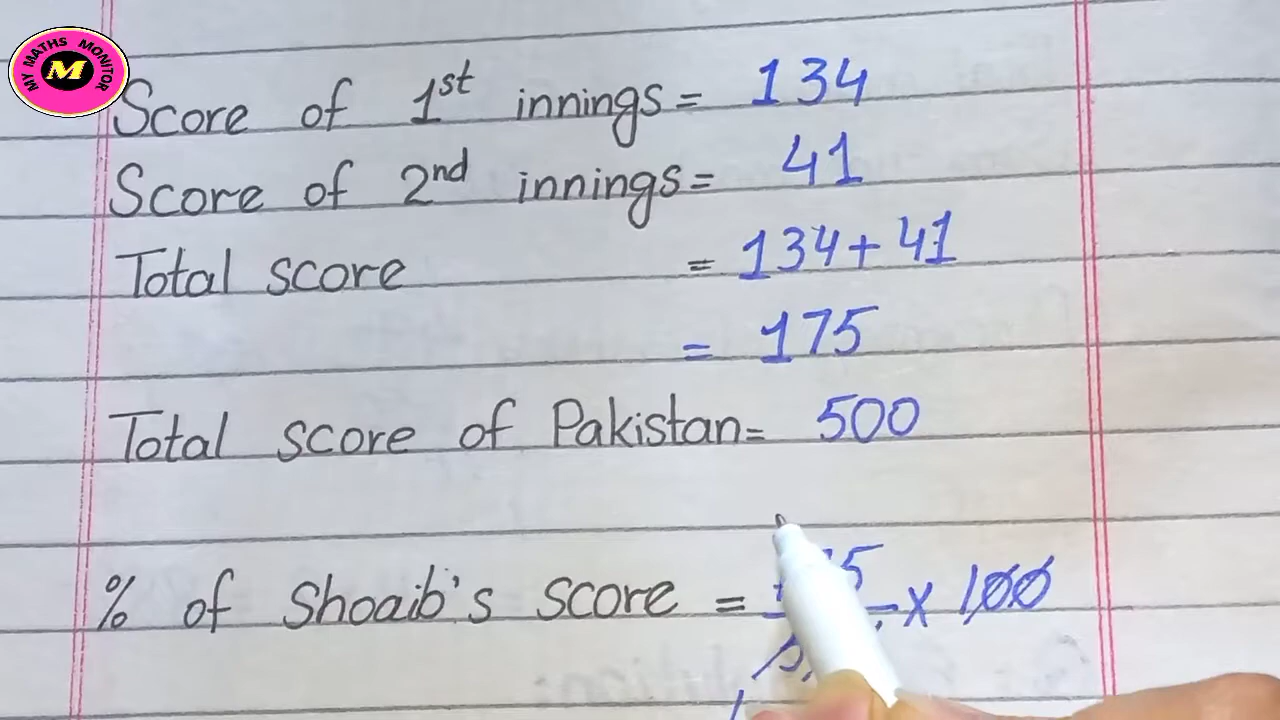 MY MATHS MONITOR
M
Score of 1st innings = 134
Score of 2nd innings = 41
Total score = 134 + 41
= 175
Total score of Pakistan = 500
% of Shoaib's score = × 100